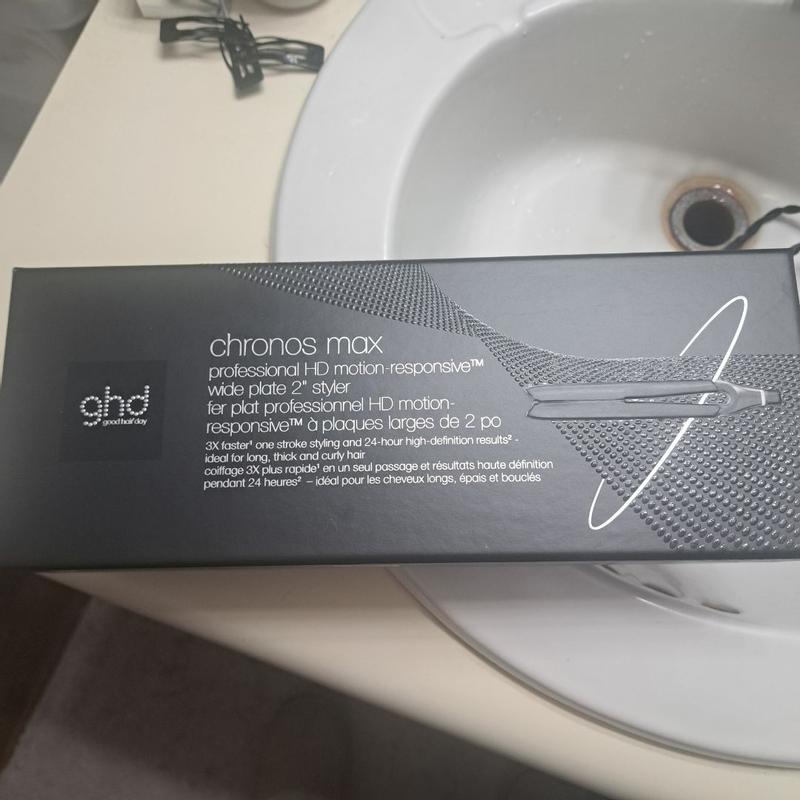 ghd
good hair day
chronos max
professional HD motion-responsive™
wide plate 2" styler
fer plat professionnel HD motion-
responsive™ à plaques larges de 2 po
3X faster¹ one stroke styling and 24-hour high-definition results² -
ideal for long, thick and curly hair
coiffage 3X plus rapide¹ en un seul passage et résultats haute définition
pendant 24 heures² – idéal pour les cheveux longs, épais et bouclés